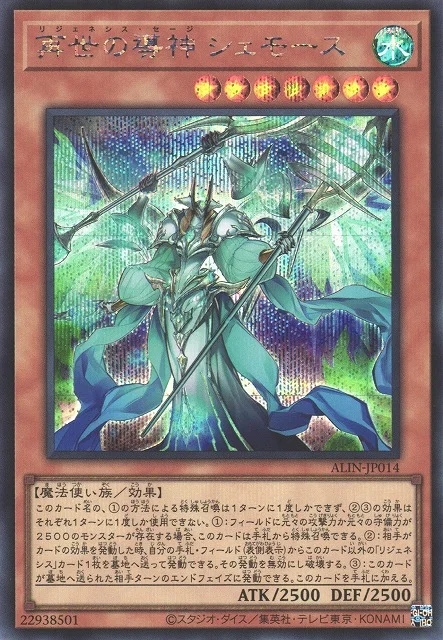 リジェネシス・セージ
再世の導神 シェモース
水
ALIN-JP014
【魔法使い族／効果】
このカード名の、①の方法による特殊召喚は1ターンに1度しかできず、②③の効果は
それぞれ1ターンに1度しか使用できない。①：フィールドに元々の攻撃力か元々の守備力が
2500のモンスターが存在する場合、このカードは手札から特殊召喚できる。②：相手が
カードの効果を発動した時、自分の手札・フィールド(表側表示)からこのカード以外の「リジェネ
シス」カード1枚を墓地へ送って発動できる。その発動を無効にし破壊する。③：このカード
が墓地へ送られた相手ターンのエンドフェイズに発動できる。このカードを手札に加える。
ATK/2500 DEF/2500
22938501
©スタジオ・ダイス／集英社・テレビ東京・KONAMI